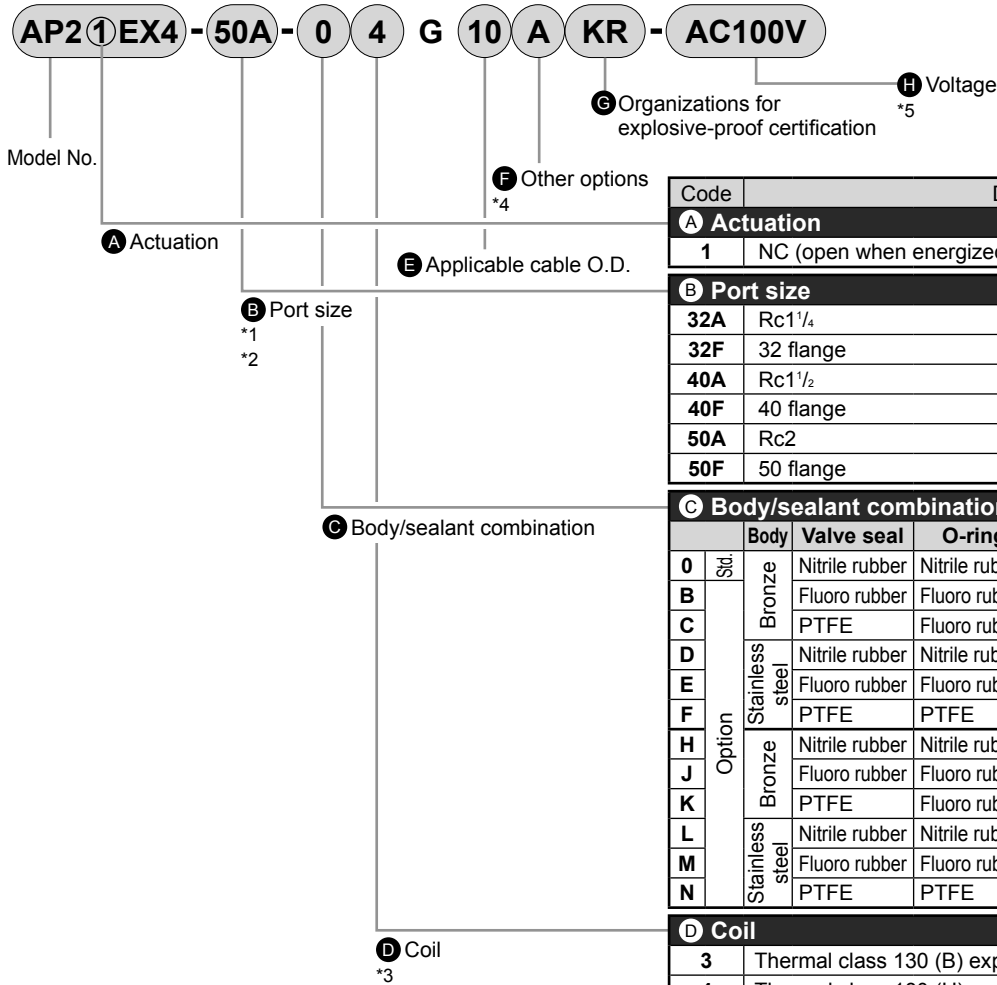 AP21EX4 - 50A - 0 4 G 10 A KR - AC100V
H Voltage
*5
G Organizations for
explosive-proof certification
Model No.
F Other options
*4
A Actuation
E Applicable cable O.D.
B Port size
*1
*2
C Body/sealant combination
D Coil
*3
Code
A Actuation
1 NC (open when energized
B Port size
32A Rc1 1/4
32F 32 flange
40A Rc1 1/2
40F 40 flange
50A Rc2
50F 50 flange
C Body/sealant combination
Body Valve seal O-ring
0 Std. Bronze Nitrile rubber Nitrile rub
B Option Fluoro rubber Fluoro rub
C PTFE Fluoro rub
D Stainless steel Nitrile rubber Nitrile rub
E Fluoro rubber Fluoro rub
F PTFE PTFE
H Bronze Nitrile rubber Nitrile rub
J Fluoro rubber Fluoro rub
K PTFE Fluoro rub
L Stainless steel Nitrile rubber Nitrile rub
M Fluoro rubber Fluoro rub
N PTFE PTFE
D Coil
3 Thermal class 130 (B) exp